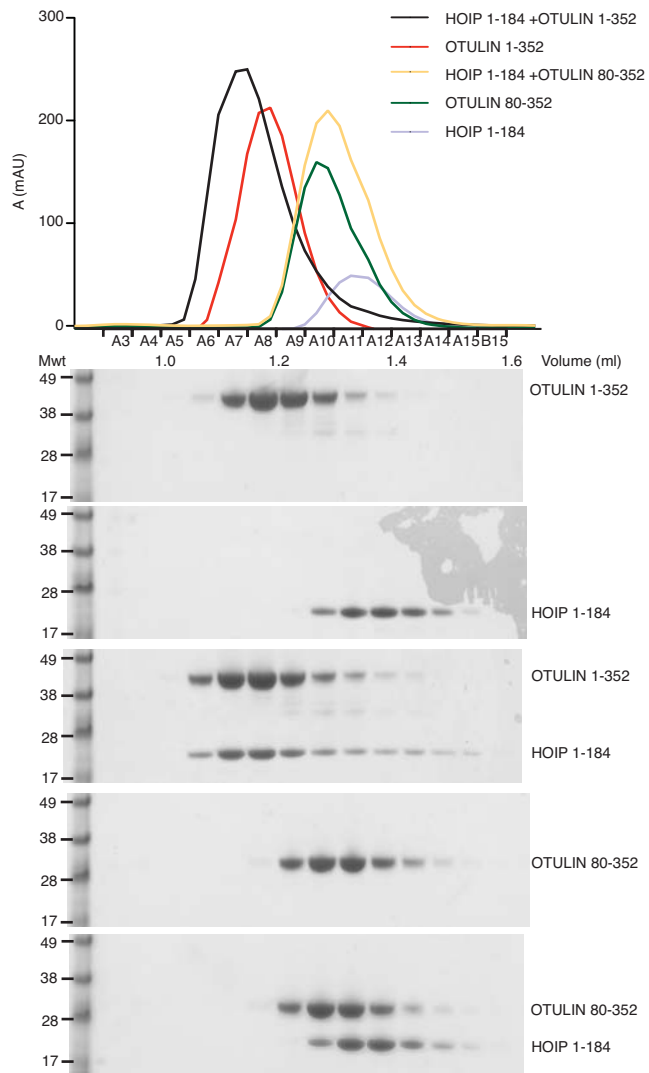 300
200
100
0
A (mAU)
HOIP 1-184 +OTULIN 1-352
OTULIN 1-352
HOIP 1-184 +OTULIN 80-352
OTULIN 80-352
HOIP 1-184
A3 A4 A5 A6 A7 A8 A9 A10 A11 A12 A13 A14 A15 B15
Mwt 1.0 1.2 1.4 1.6 Volume (ml)
49
38
28
17
OTULIN 1-352
49
38
28
17
HOIP 1-184
49
38
28
17
OTULIN 1-352
HOIP 1-184
49
38
28
17
OTULIN 80-352
49
38
28
17
OTULIN 80-352
HOIP 1-184